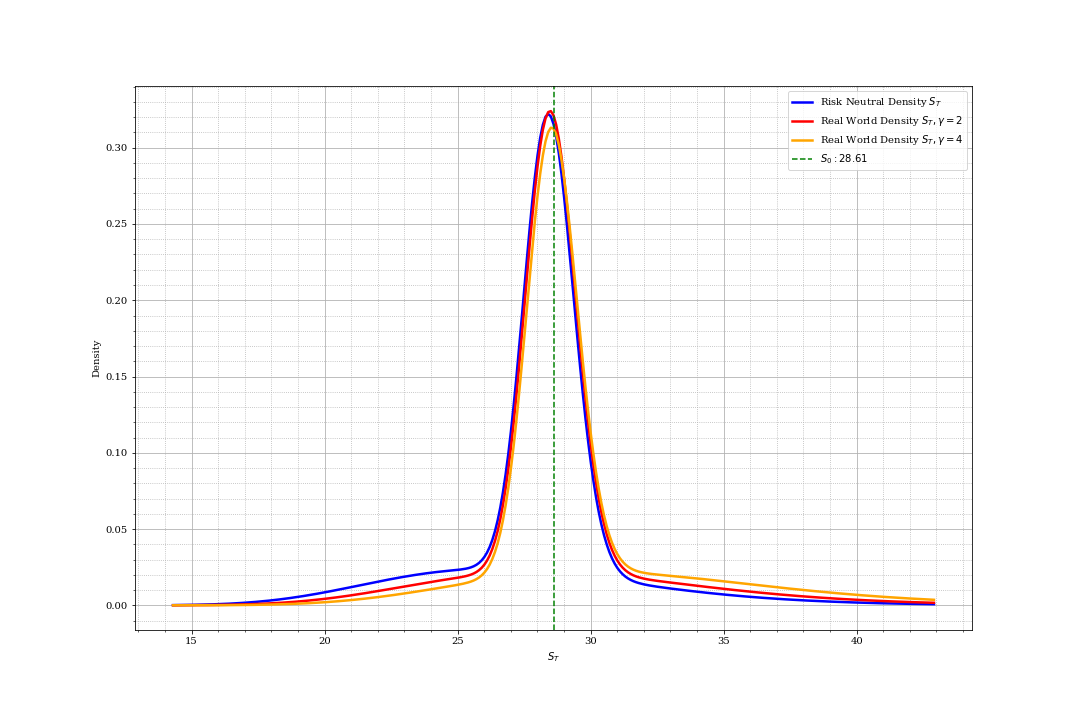 Risk Neutral Density S_T
Real World Density S_T, γ = 2
Real World Density S_T, γ = 4
S_0 : 28.61
0.30
0.25
0.20
0.15
0.10
0.05
0.00
Density
15 20 25 30 35 40
S_T